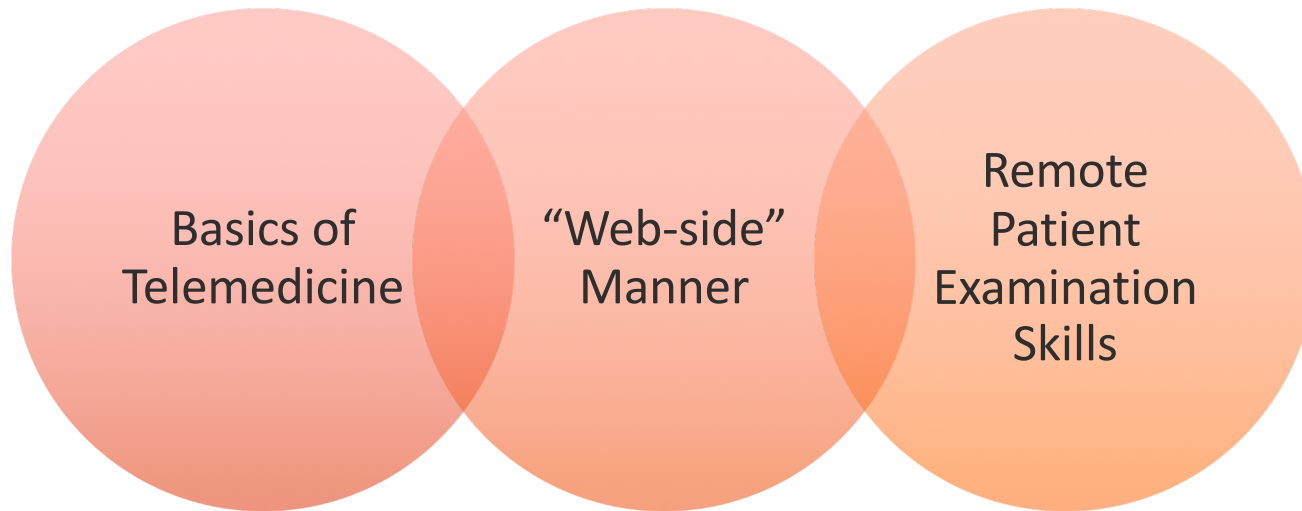 Basics of
Telemedicine
“Web-side”
Manner
Remote
Patient
Examination
Skills